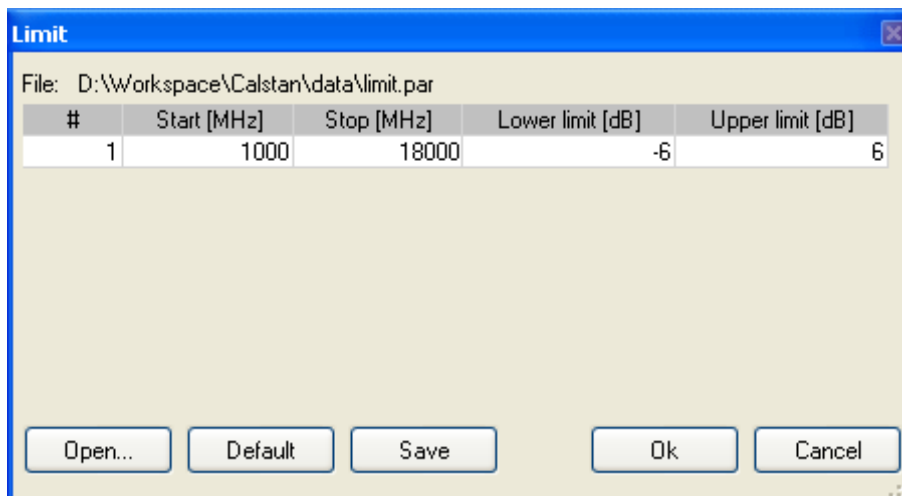 Limit
File: D:\Workspace\Calstan\data\limit.par
# Start [MHz] Stop [MHz] Lower limit [dB] Upper limit [dB]
1 1000 18000 -6 6
Open... Default Save Ok Cancel